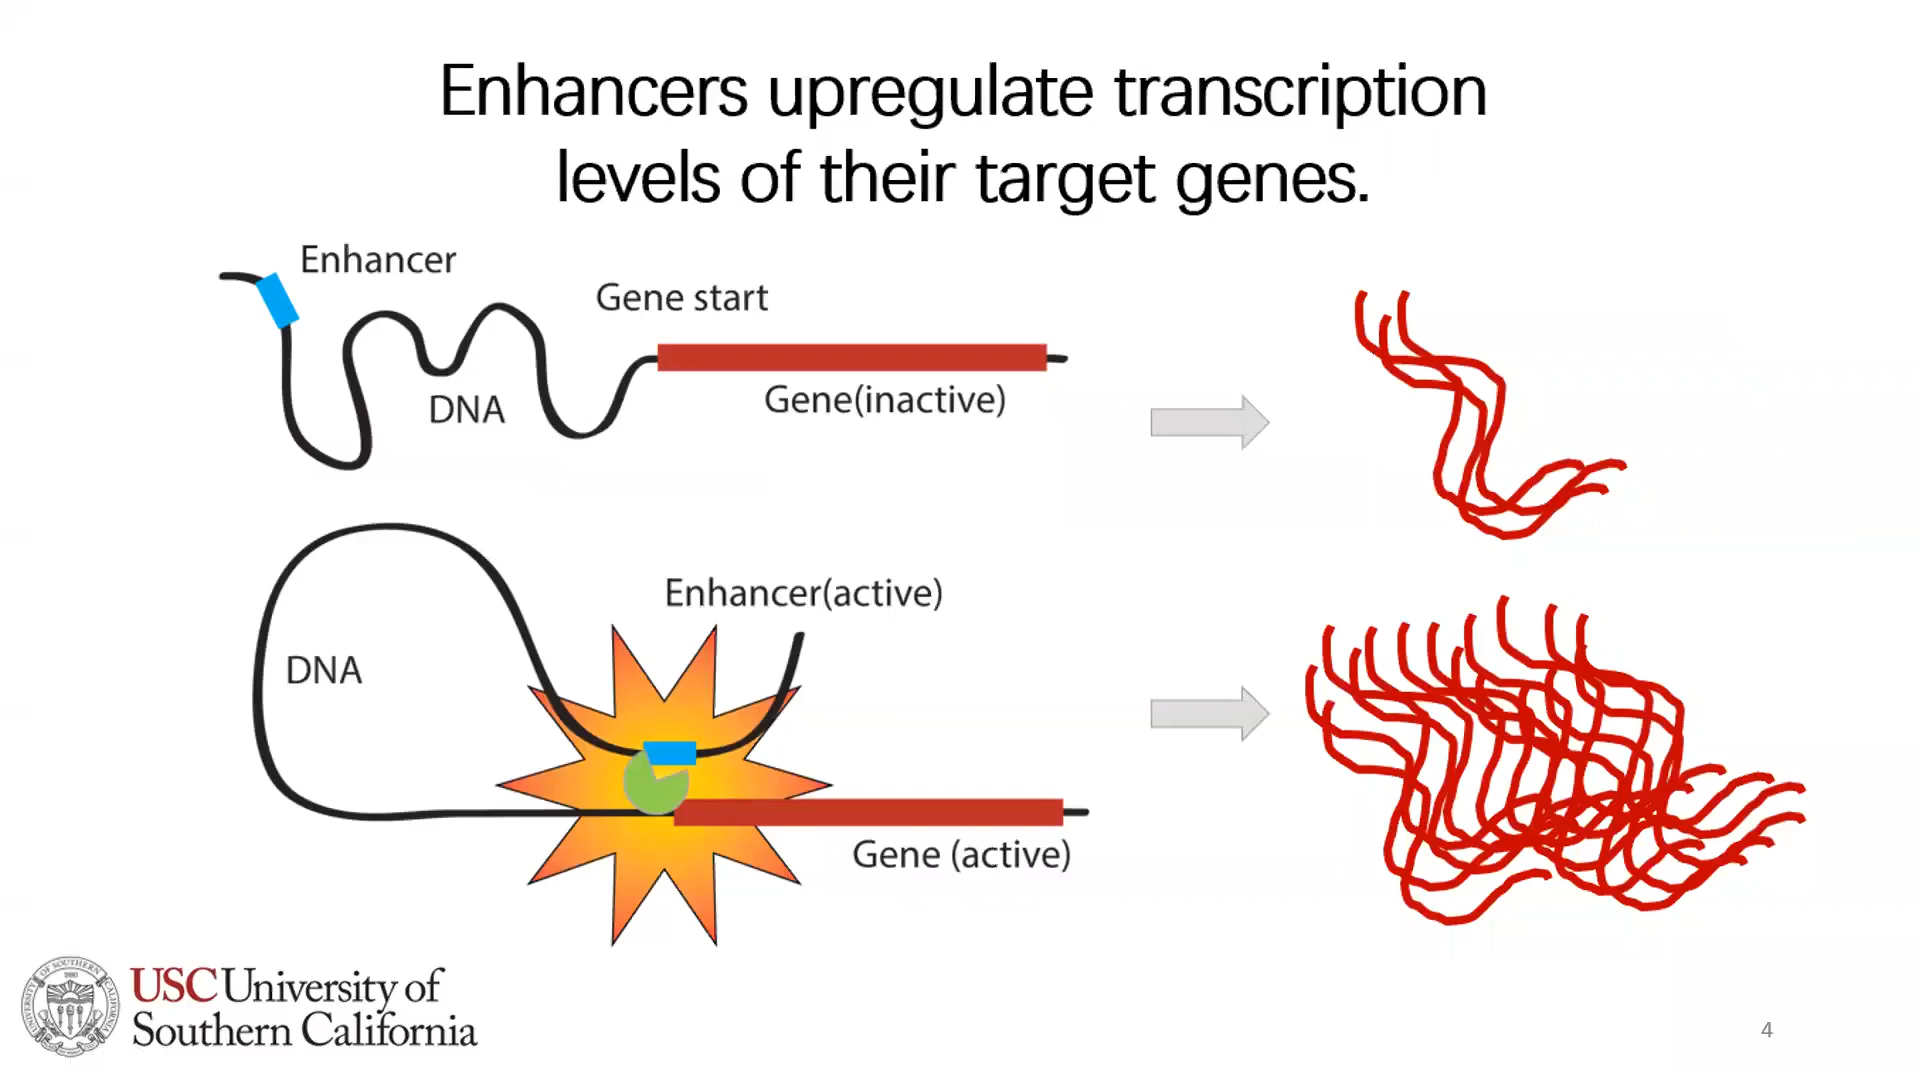 Enhancers upregulate transcription
levels of their target genes.
Enhancer
Gene start
DNA
Gene(inactive)
Enhancer(active)
DNA
Gene (active)
USC University of
Southern California
4